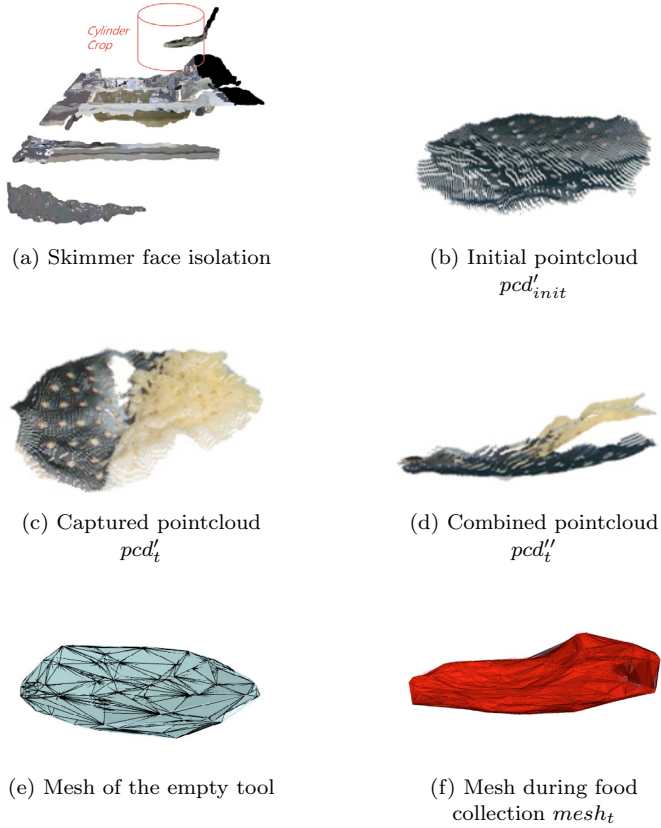 Cylinder
Crop
(a) Skimmer face isolation
(b) Initial pointcloud
pcd′init
(c) Captured pointcloud
pcd′t
(d) Combined pointcloud
pcd′′t
(e) Mesh of the empty tool
(f) Mesh during food
collection mesht